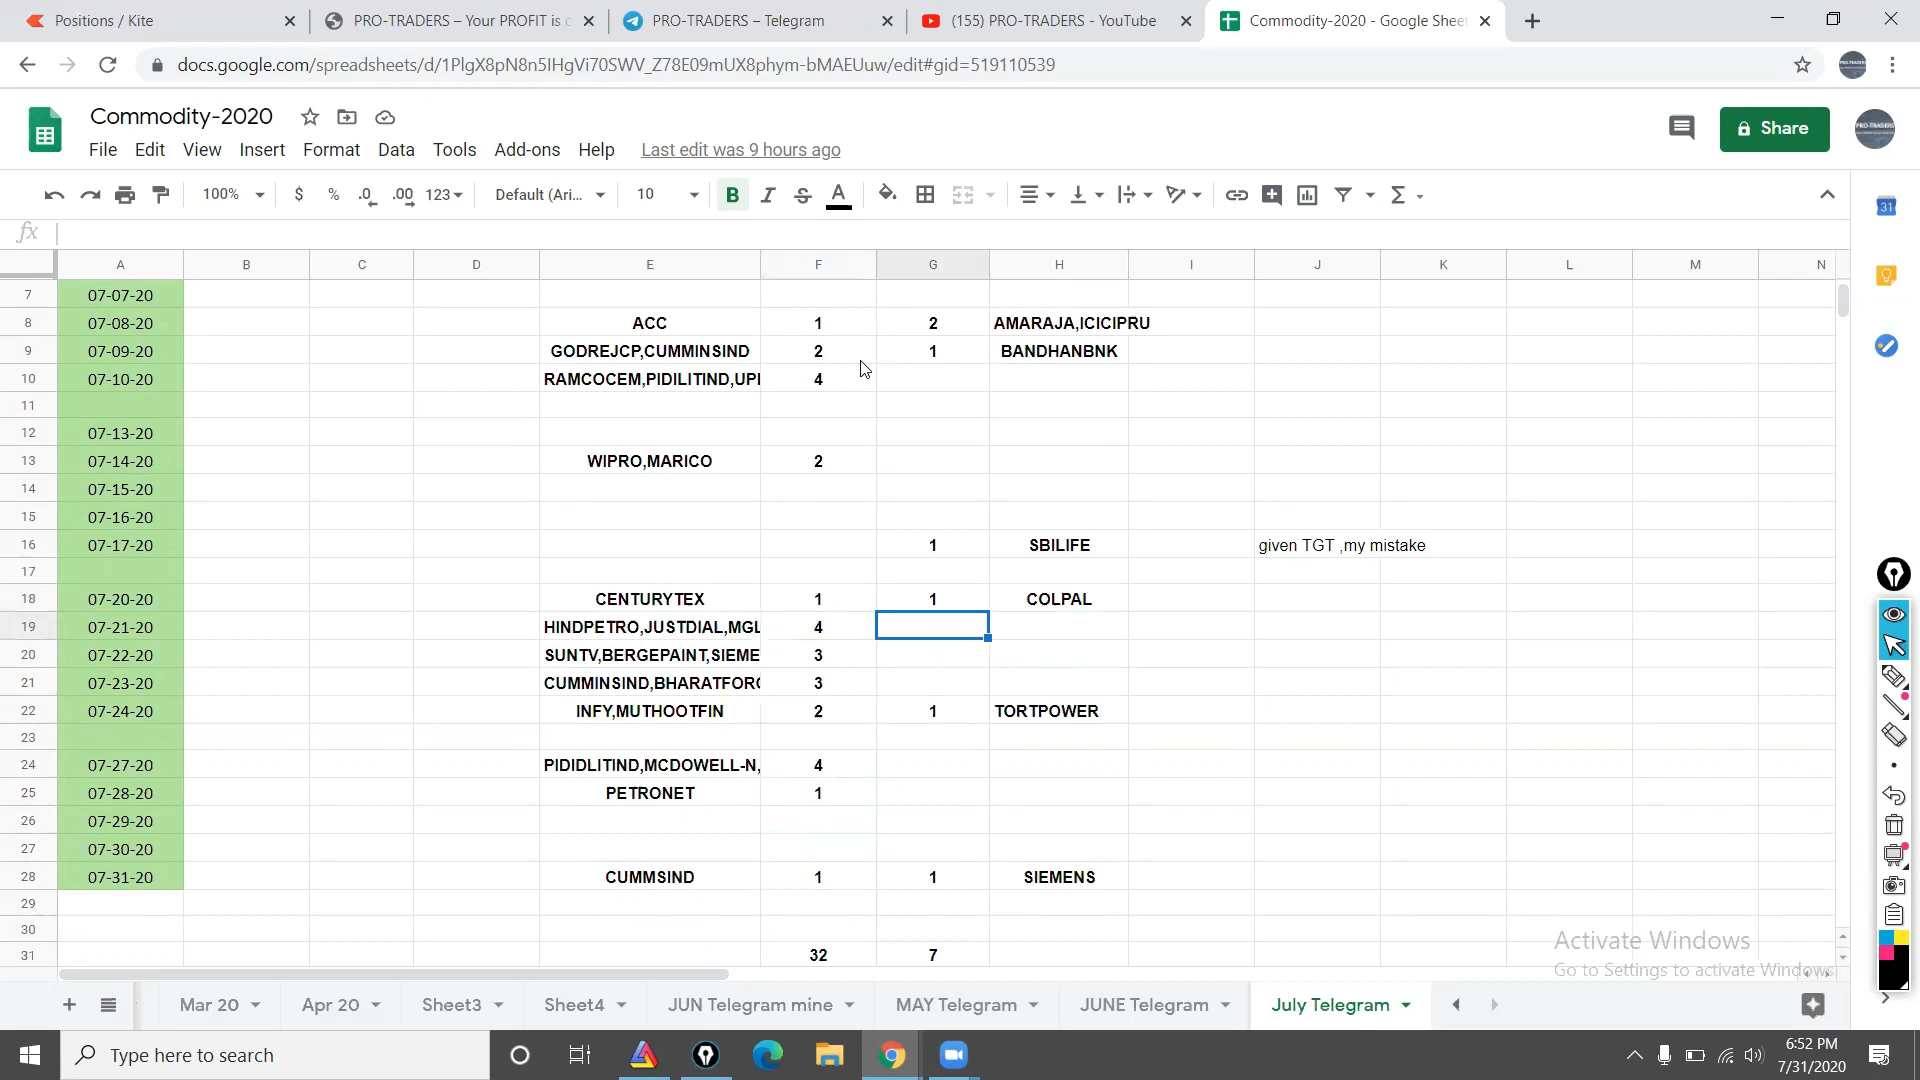 Positions / Kite
PRO-TRADERS – Your PROFIT is
PRO-TRADERS – Telegram
(155) PRO-TRADERS - YouTube
Commodity-2020 - Google Sheet
docs.google.com/spreadsheets/d/1PlgX8pN8n5IHgVi70SWV_Z78E09mUX8phym-bMAEUuw/edit#gid=519110539
Commodity-2020
Share
File Edit View Insert Format Data Tools Add-ons Help Last edit was 9 hours ago
100% $ % .0 .00 123 Default (Ari... 10 B I S A Σ
31
fx
A B C D E F G H I J K L M N
7 07-07-20
8 07-08-20 ACC 1 2 AMARAJA,ICICIPRU
9 07-09-20 GODREJCP,CUMMINSIND 2 1 BANDHANBNK
10 07-10-20 RAMCOCEM,PIDILITIND,UPI 4
11
12 07-13-20
13 07-14-20 WIPRO,MARICO 2
14 07-15-20
15 07-16-20
16 07-17-20 1 SBILIFE given TGT ,my mistake
17
18 07-20-20 CENTURYTEX 1 1 COLPAL
19 07-21-20 HINDPETRO,JUSTDIAL,MGL 4
20 07-22-20 SUNTV,BERGEPAINT,SIEME 3
21 07-23-20 CUMMINSIND,BHARATFORG 3
22 07-24-20 INFY,MUTHOOTFIN 2 1 TORTPOWER
23
24 07-27-20 PIDIDLITIND,MCDOWELL-N, 4
25 07-28-20 PETRONET 1
26 07-29-20
27 07-30-20
28 07-31-20 CUMMSIND 1 1 SIEMENS
29
30
31 32 7
Activate Windows
Go to Settings to activate Windows.
Mar 20 Apr 20 Sheet3 Sheet4 JUN Telegram mine MAY Telegram JUNE Telegram July Telegram
Type here to search
6:52 PM
7/31/2020